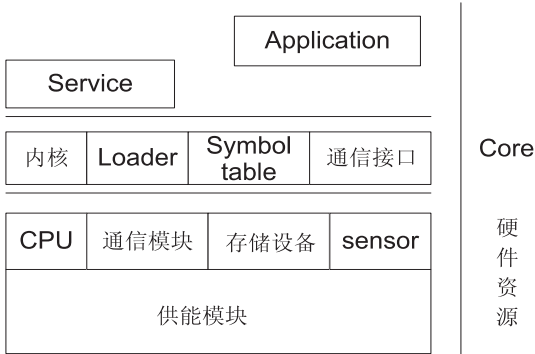 Application
Service
内核 Loader Symbol table 通信接口 Core
CPU 通信模块 存储设备 sensor
供能模块
硬件资源